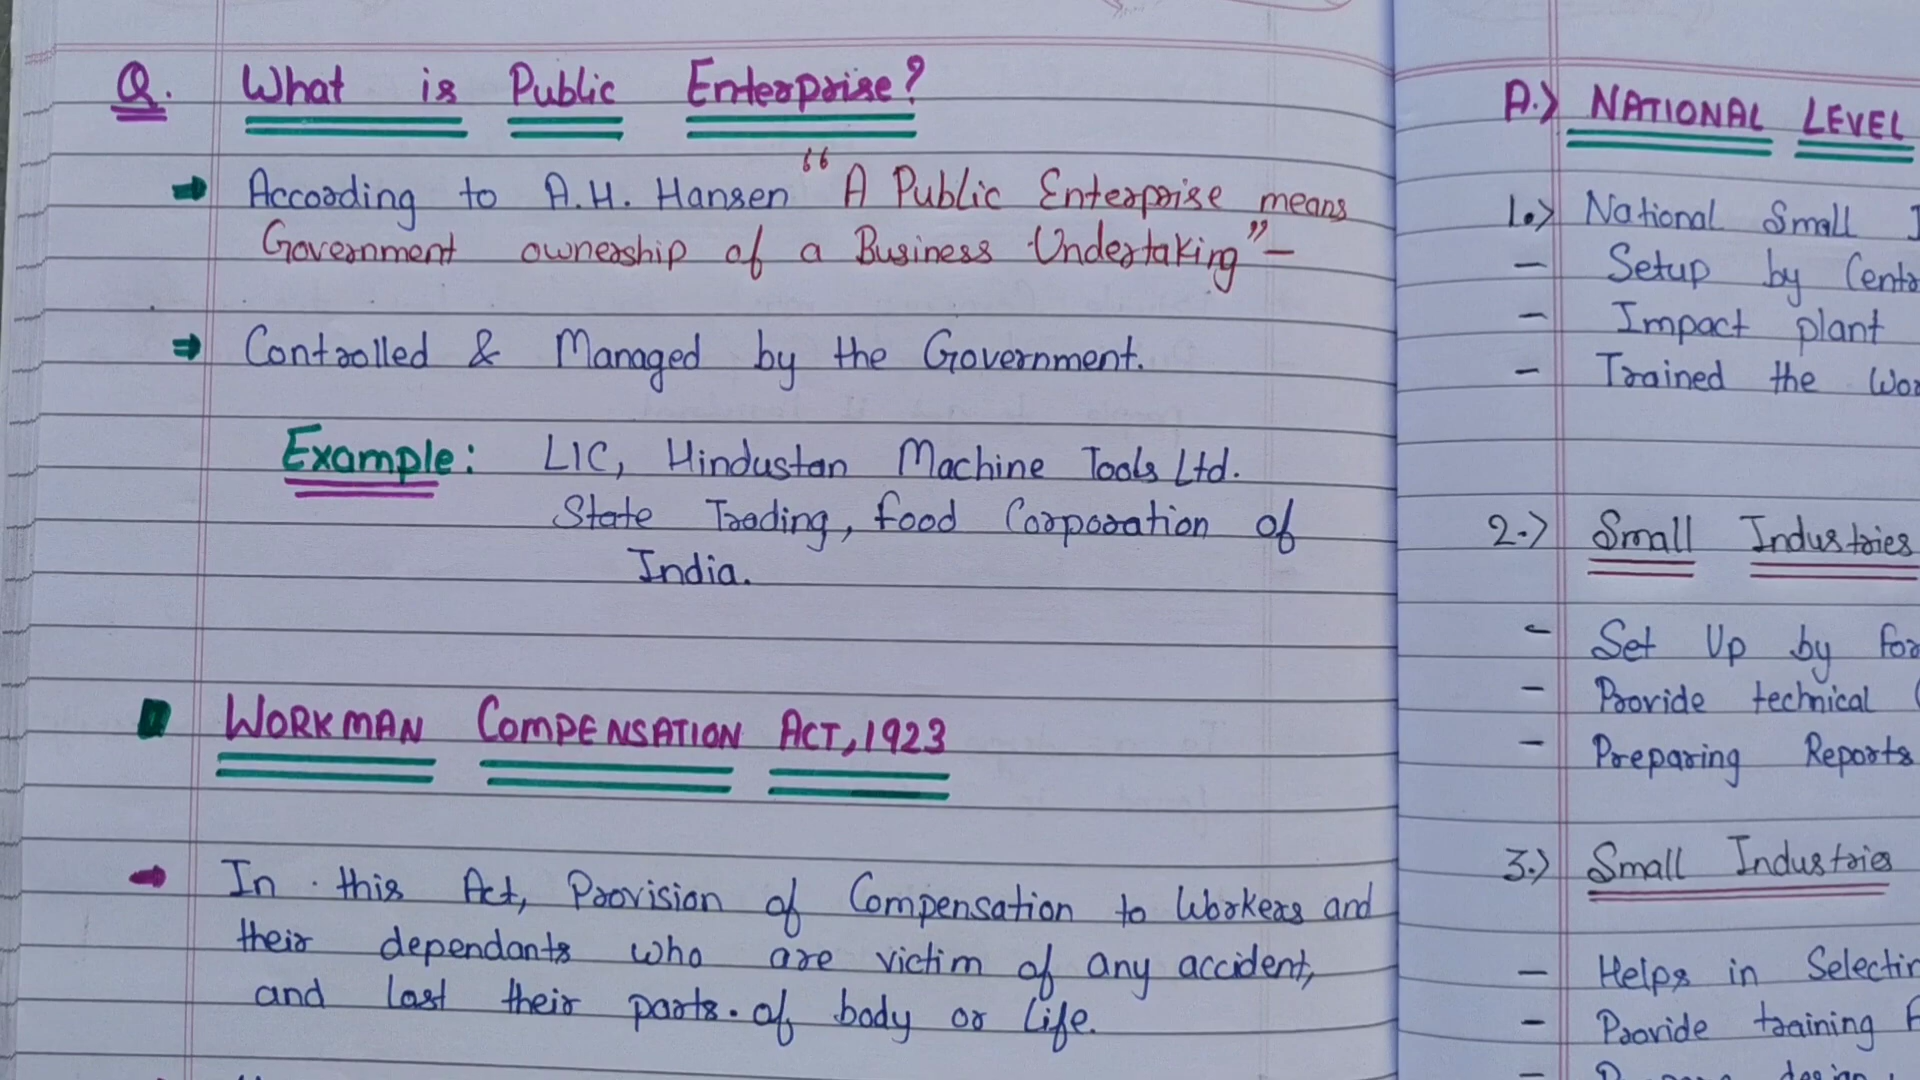 Q. What is Public Enterprise?
➡ According to A.H. Hansen “A Public Enterprise means
Government ownership of a Business Undertaking” –
⇒ Controlled & Managed by the Government.
Example: LIC, Hindustan Machine Tools Ltd.
State Trading, Food Corporation of
India.
WORKMAN COMPENSATION ACT, 1923
➡ In this Act, Provision of Compensation to Workers and
their dependants who are victim of any accident,
and lost their parts. of body or Life.
A.) NATIONAL LEVEL
1.) National Small
– Setup by
– Impact plant
– Trained the
2.) Small Industries
– Set Up by
– Provide technical
– Preparing Reports
3.) Small Industries
– Helps in
– Provide training